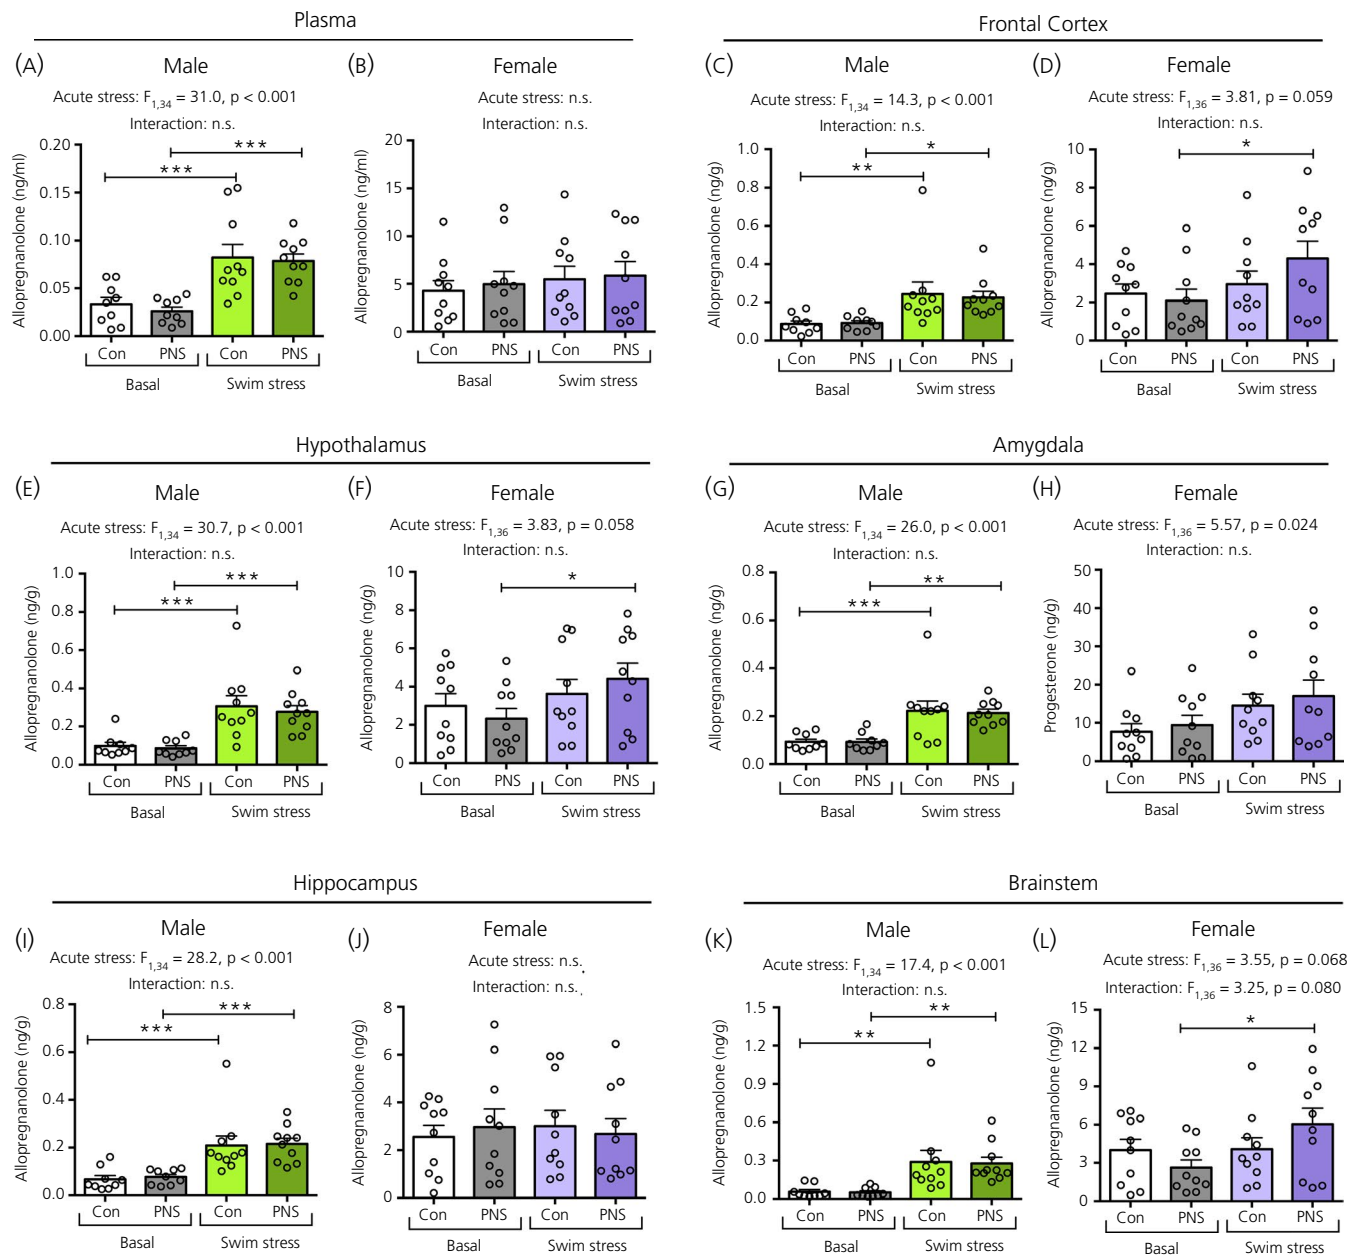 Plasma
Frontal Cortex
(A) Male
(B) Female
(C) Male
(D) Female
Acute stress: F1,34 = 31.0, p < 0.001
Interaction: n.s.
Acute stress: n.s.
Interaction: n.s.
Acute stress: F1,34 = 14.3, p < 0.001
Interaction: n.s.
Acute stress: F1,36 = 3.81, p = 0.059
Interaction: n.s.
Allopregnanolone (ng/ml)
0.20
0.15
0.10
0.05
0.00
***
***
Con PNS Con PNS
Basal Swim stress
Allopregnanolone (ng/ml)
20
15
10
5
0
Con PNS Con PNS
Basal Swim stress
Allopregnanolone (ng/g)
1.0
0.8
0.6
0.4
0.2
0.0
*
**
Con PNS Con PNS
Basal Swim stress
Allopregnanolone (ng/g)
10
8
6
4
2
0
*
Con PNS Con PNS
Basal Swim stress
Hypothalamus
Amygdala
(E) Male
(F) Female
(G) Male
(H) Female
Acute stress: F1,34 = 30.7, p < 0.001
Interaction: n.s.
Acute stress: F1,36 = 3.83, p = 0.058
Interaction: n.s.
Acute stress: F1,34 = 26.0, p < 0.001
Interaction: n.s.
Acute stress: F1,36 = 5.57, p = 0.024
Interaction: n.s.
Allopregnanolone (ng/g)
1.0
0.8
0.6
0.4
0.2
0.0
***
***
Con PNS Con PNS
Basal Swim stress
Allopregnanolone (ng/g)
10
8
6
4
2
0
*
Con PNS Con PNS
Basal Swim stress
Allopregnanolone (ng/g)
0.8
0.6
0.4
0.2
0.0
**
***
Con PNS Con PNS
Basal Swim stress
Progesterone (ng/g)
50
40
30
20
10
0
Con PNS Con PNS
Basal Swim stress
Hippocampus
Brainstem
(I) Male
(J) Female
(K) Male
(L) Female
Acute stress: F1,34 = 28.2, p < 0.001
Interaction: n.s.
Acute stress: n.s.
Interaction: n.s.
Acute stress: F1,34 = 17.4, p < 0.001
Interaction: n.s.
Acute stress: F1,36 = 3.55, p = 0.068
Interaction: F1,36 = 3.25, p = 0.080
Allopregnanolone (ng/g)
0.8
0.6
0.4
0.2
0.0
***
***
Con PNS Con PNS
Basal Swim stress
Allopregnanolone (ng/g)
8
6
4
2
0
Con PNS Con PNS
Basal Swim stress
Allopregnanolone (ng/g)
1.5
1.2
0.9
0.6
0.3
0.0
**
**
Con PNS Con PNS
Basal Swim stress
Allopregnanolone (ng/g)
15
12
9
6
3
0
*
Con PNS Con PNS
Basal Swim stress